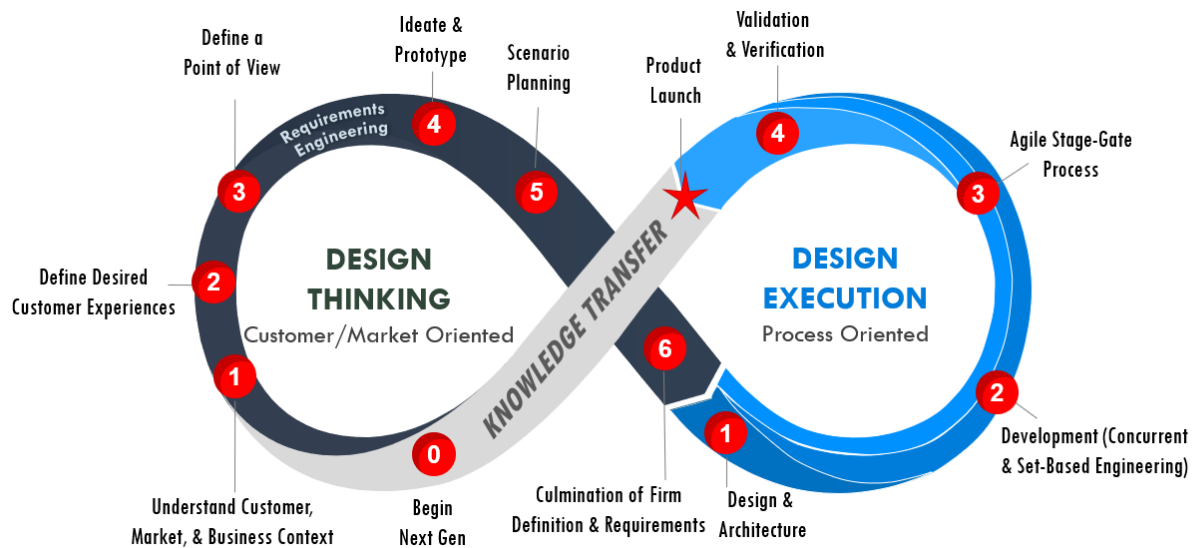 Define a
Point of View
Ideate &
Prototype
Scenario
Planning
Product
Launch
Validation
& Verification
Agile Stage-Gate
Process
Requirements
Engineering
4
5
4
3
3
2
1
DESIGN
THINKING
Customer/Market Oriented
KNOWLEDGE TRANSFER
DESIGN
EXECUTION
Process Oriented
Define Desired
Customer Experiences
6
2
1
0
Development (Concurrent
& Set-Based Engineering)
Understand Customer,
Market, & Business Context
Begin
Next Gen
Culmination of Firm
Definition & Requirements
Design &
Architecture